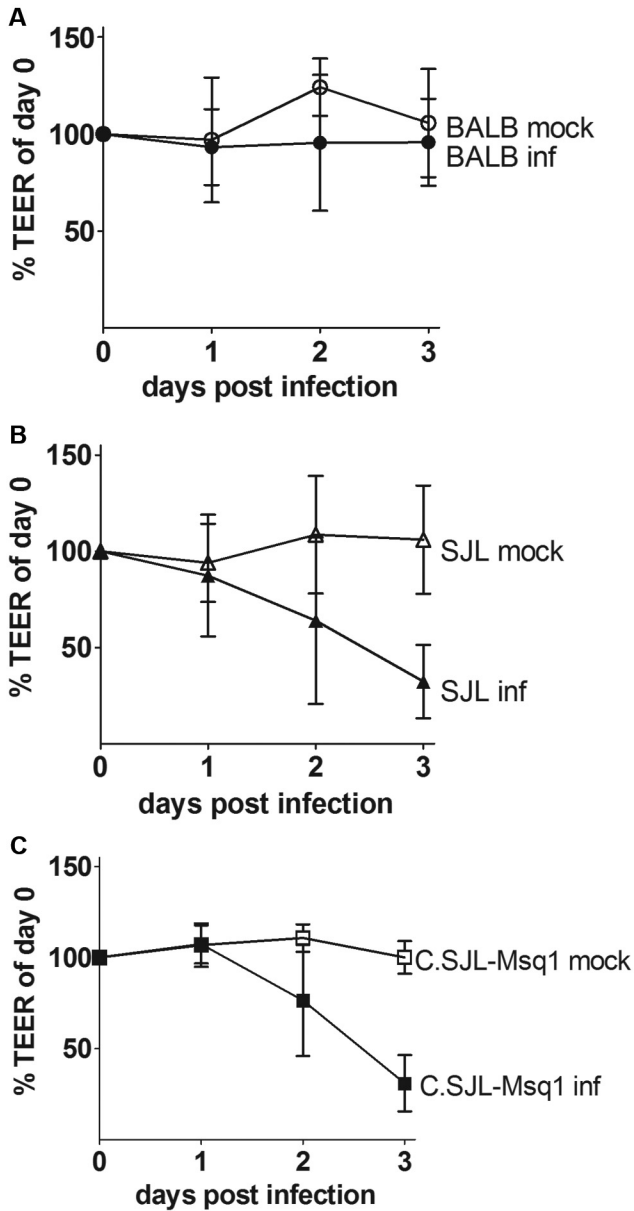 A
% TEER of day 0
150
100
50
BALB mock
BALB inf
0 1 2 3
days post infection
B
% TEER of day 0
150
100
50
SJL mock
SJL inf
0 1 2 3
days post infection
C
% TEER of day 0
150
100
50
C.SJL-Msq1 mock
C.SJL-Msq1 inf
0 1 2 3
days post infection